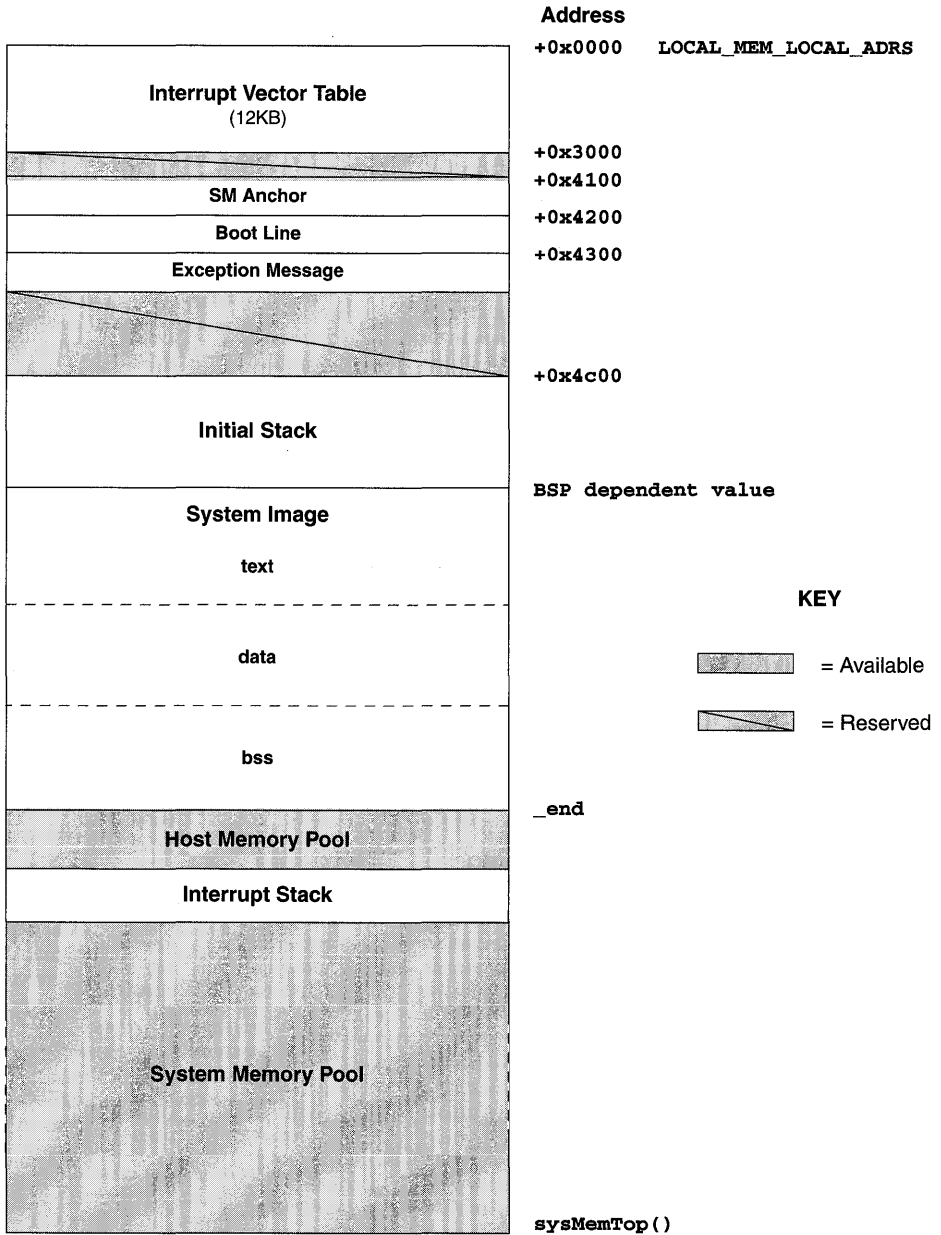 Address
+0x0000 LOCAL_MEM_LOCAL_ADRS
Interrupt Vector Table
(12KB)
+0x3000
+0x4100
SM Anchor
+0x4200
Boot Line
+0x4300
Exception Message
+0x4c00
Initial Stack
BSP dependent value
System Image
text
data
bss
_end
Host Memory Pool
Interrupt Stack
System Memory Pool
sysMemTop()
KEY
= Available
= Reserved